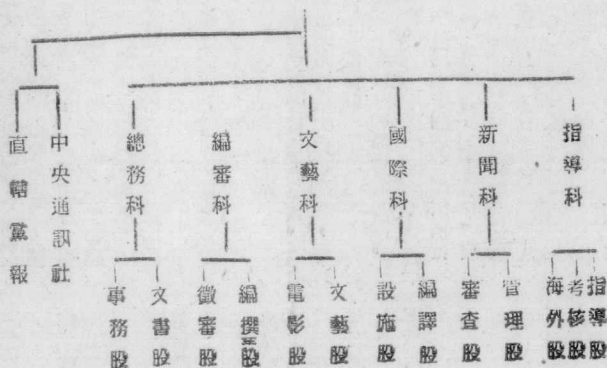 指導科
新聞科
國際科
文藝科
編審科
總務科
中央通訊社
直轄黨報
指導股
考核股
海外股
管理股
審查股
編譯股
設施股
文藝股
電影股
編撰股
徵審股
文書股
事務股